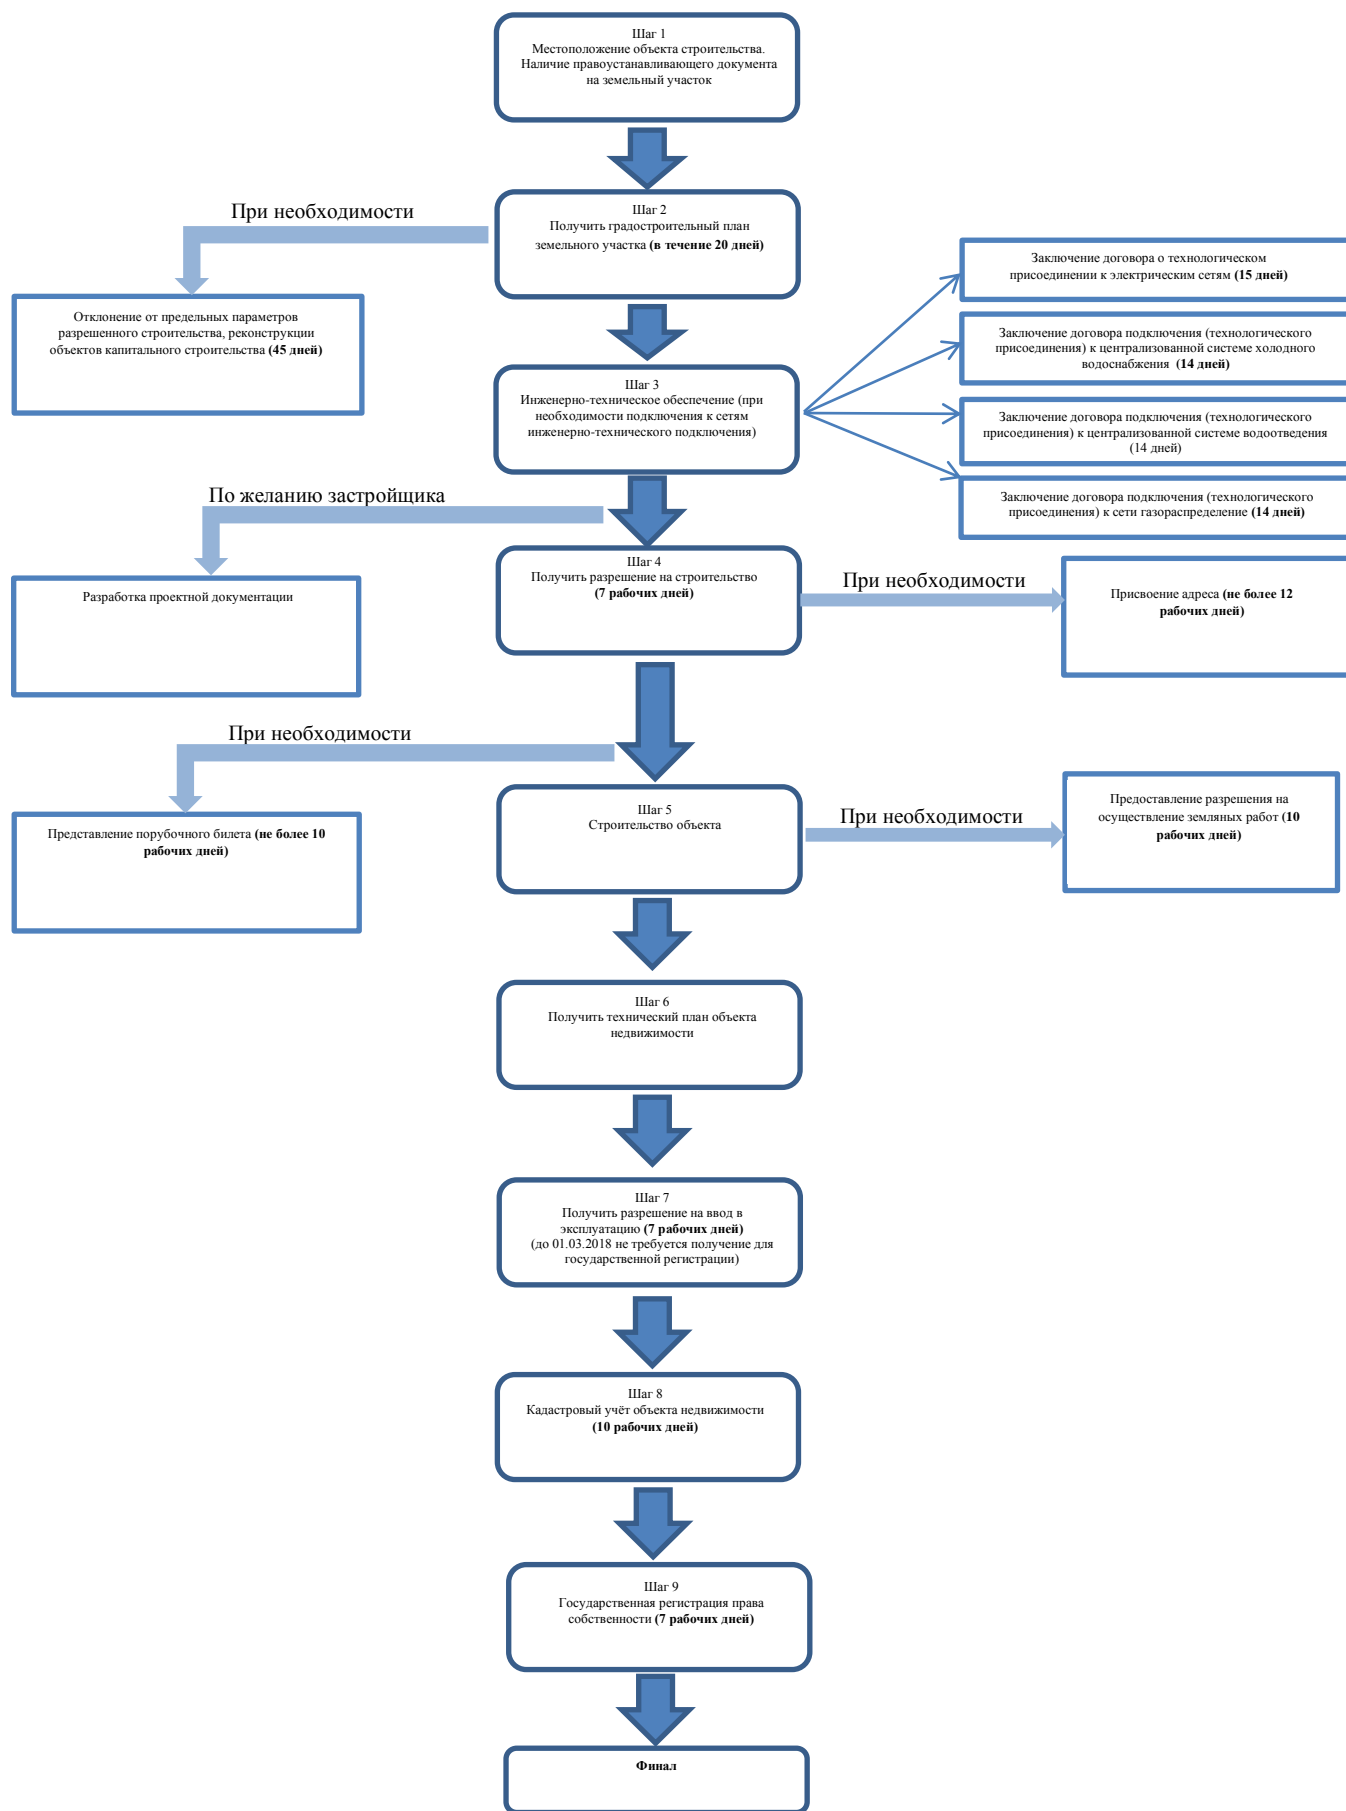 Шаг 1
Местоположение объекта строительства.
Наличие правоустанавливающего документа
на земельный участок
При необходимости
Шаг 2
Получить градостроительный план
земельного участка (в течение 20 дней)
Отклонение от предельных параметров
разрешенного строительства, реконструкции
объектов капитального строительства (45 дней)
Заключение договора о технологическом
присоединении к электрическим сетям (15 дней)
Заключение договора подключения (технологического
присоединения) к централизованной системе холодного
водоснабжения (14 дней)
Шаг 3
Инженерно-техническое обеспечение (при
необходимости подключения к сетям
инженерно-технического подключения)
Заключение договора подключения (технологического
присоединения) к централизованной системе водоотведения
(14 дней)
Заключение договора подключения (технологического
присоединения) к сети газораспределение (14 дней)
По желанию застройщика
Разработка проектной документации
Шаг 4
Получить разрешение на строительство
(7 рабочих дней)
При необходимости
Присвоение адреса (не более 12
рабочих дней)
При необходимости
Представление порубочного билета (не более 10
рабочих дней)
Шаг 5
Строительство объекта
При необходимости
Предоставление разрешения на
осуществление земляных работ (10
рабочих дней)
Шаг 6
Получить технический план объекта
недвижимости
Шаг 7
Получить разрешение на ввод в
эксплуатацию (7 рабочих дней)
(до 01.03.2018 не требуется получение для
государственной регистрации)
Шаг 8
Кадастровый учёт объекта недвижимости
(10 рабочих дней)
Шаг 9
Государственная регистрация права
собственности (7 рабочих дней)
Финал